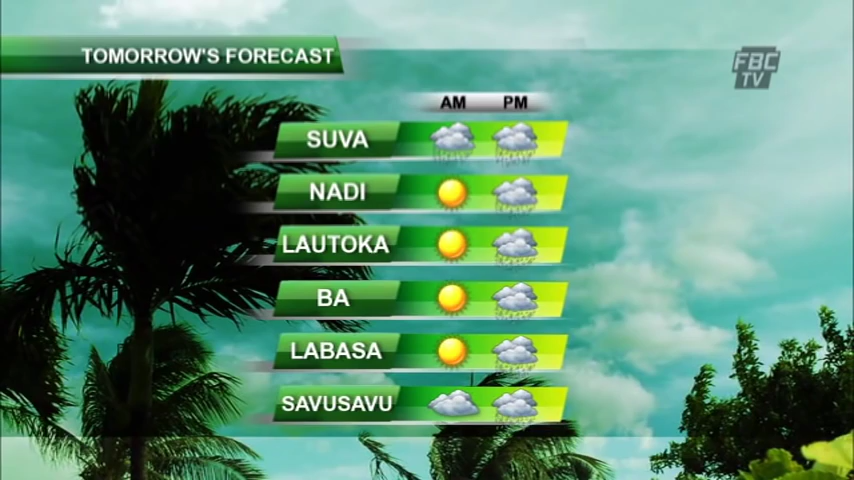 TOMORROW'S FORECAST
FBC
TV
AM PM
SUVA
NADI
LAUTOKA
BA
LABASA
SAVUSAVU